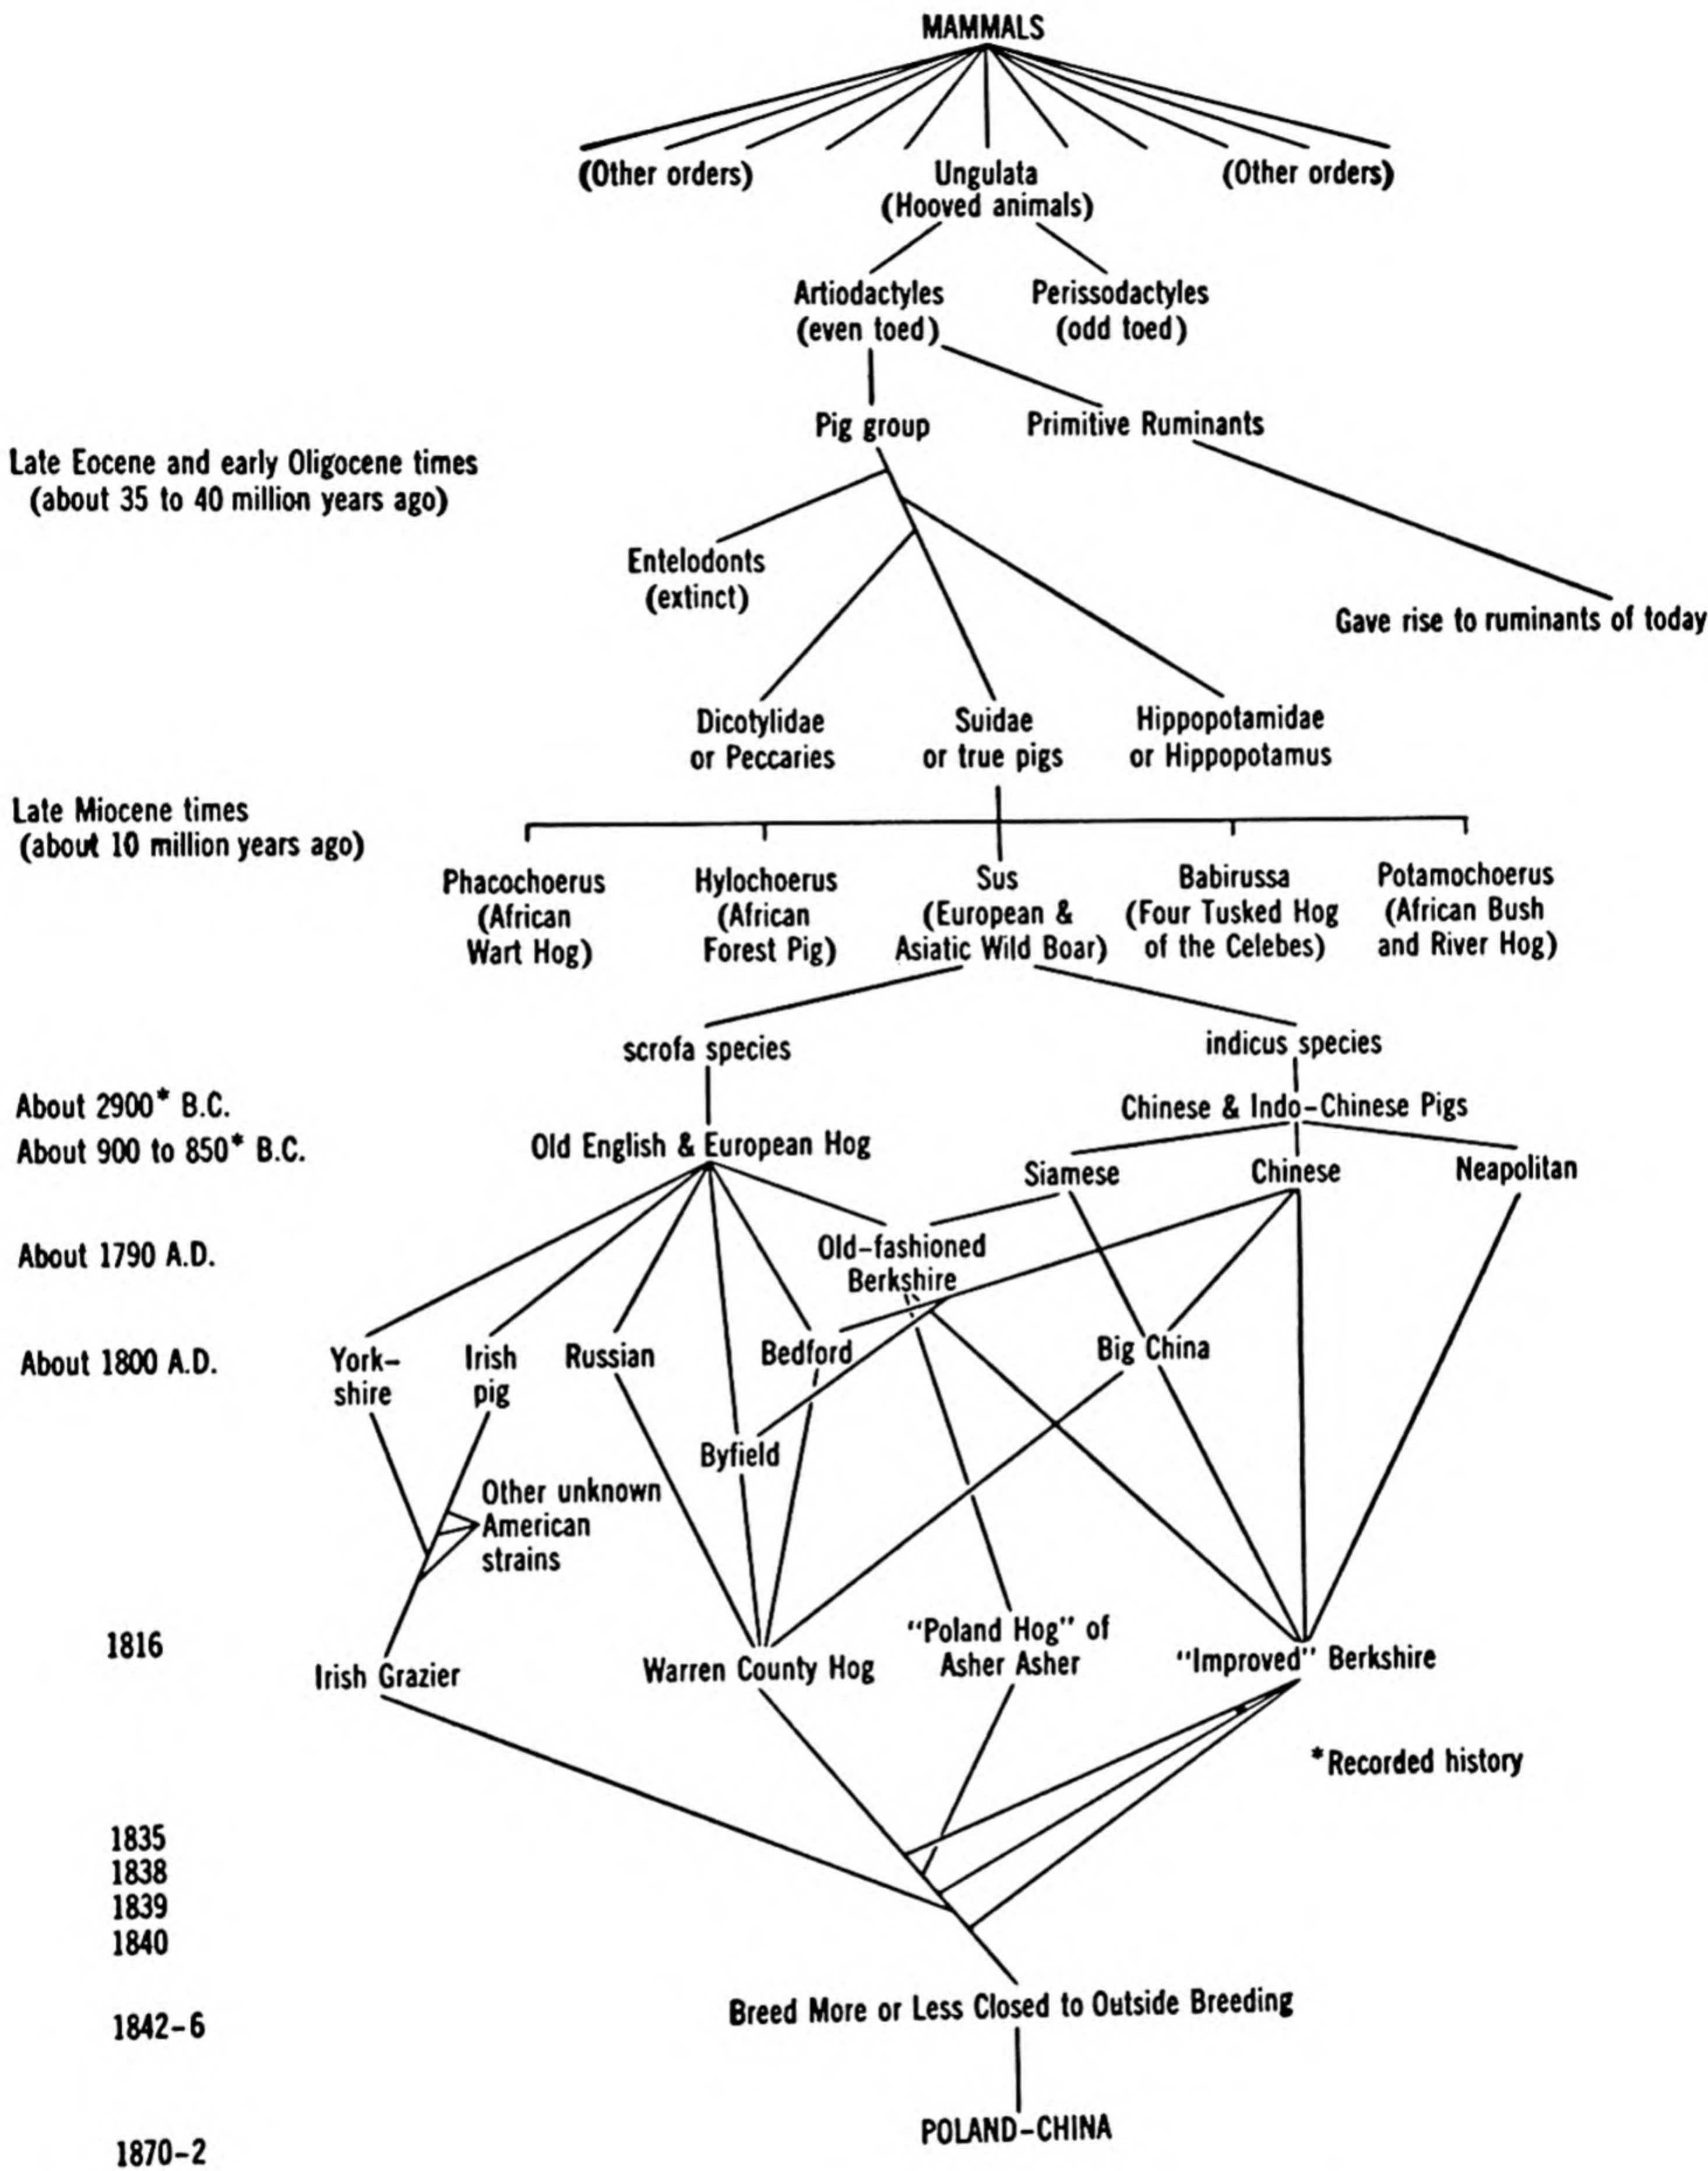 MAMMALS
(Other orders)
Ungulata
(Hooved animals)
(Other orders)
Artiodactyles
(even toed)
Perissodactyles
(odd toed)
Pig group
Primitive Ruminants
Late Eocene and early Oligocene times
(about 35 to 40 million years ago)
Entelodonts
(extinct)
Gave rise to ruminants of today
Dicotylidae
or Peccaries
Suidae
or true pigs
Hippopotamidae
or Hippopotamus
Late Miocene times
(about 10 million years ago)
Phacochoerus
(African
Wart Hog)
Hylochoerus
(African
Forest Pig)
Sus
(European &
Asiatic Wild Boar)
Babirussa
(Four Tusked Hog
of the Celebes)
Potamochoerus
(African Bush
and River Hog)
scrofa species
indicus species
About 2900* B.C.
Chinese & Indo-Chinese Pigs
About 900 to 850* B.C.
Old English & European Hog
Siamese
Chinese
Neapolitan
About 1790 A.D.
Old-fashioned
Berkshire
About 1800 A.D.
York-
shire
Irish
pig
Russian
Bedford
Big China
Byfield
Other unknown
American
strains
1816
Irish Grazier
Warren County Hog
"Poland Hog" of
Asher Asher
"Improved" Berkshire
*Recorded history
1835
1838
1839
1840
Breed More or Less Closed to Outside Breeding
1842-6
POLAND-CHINA
1870-2